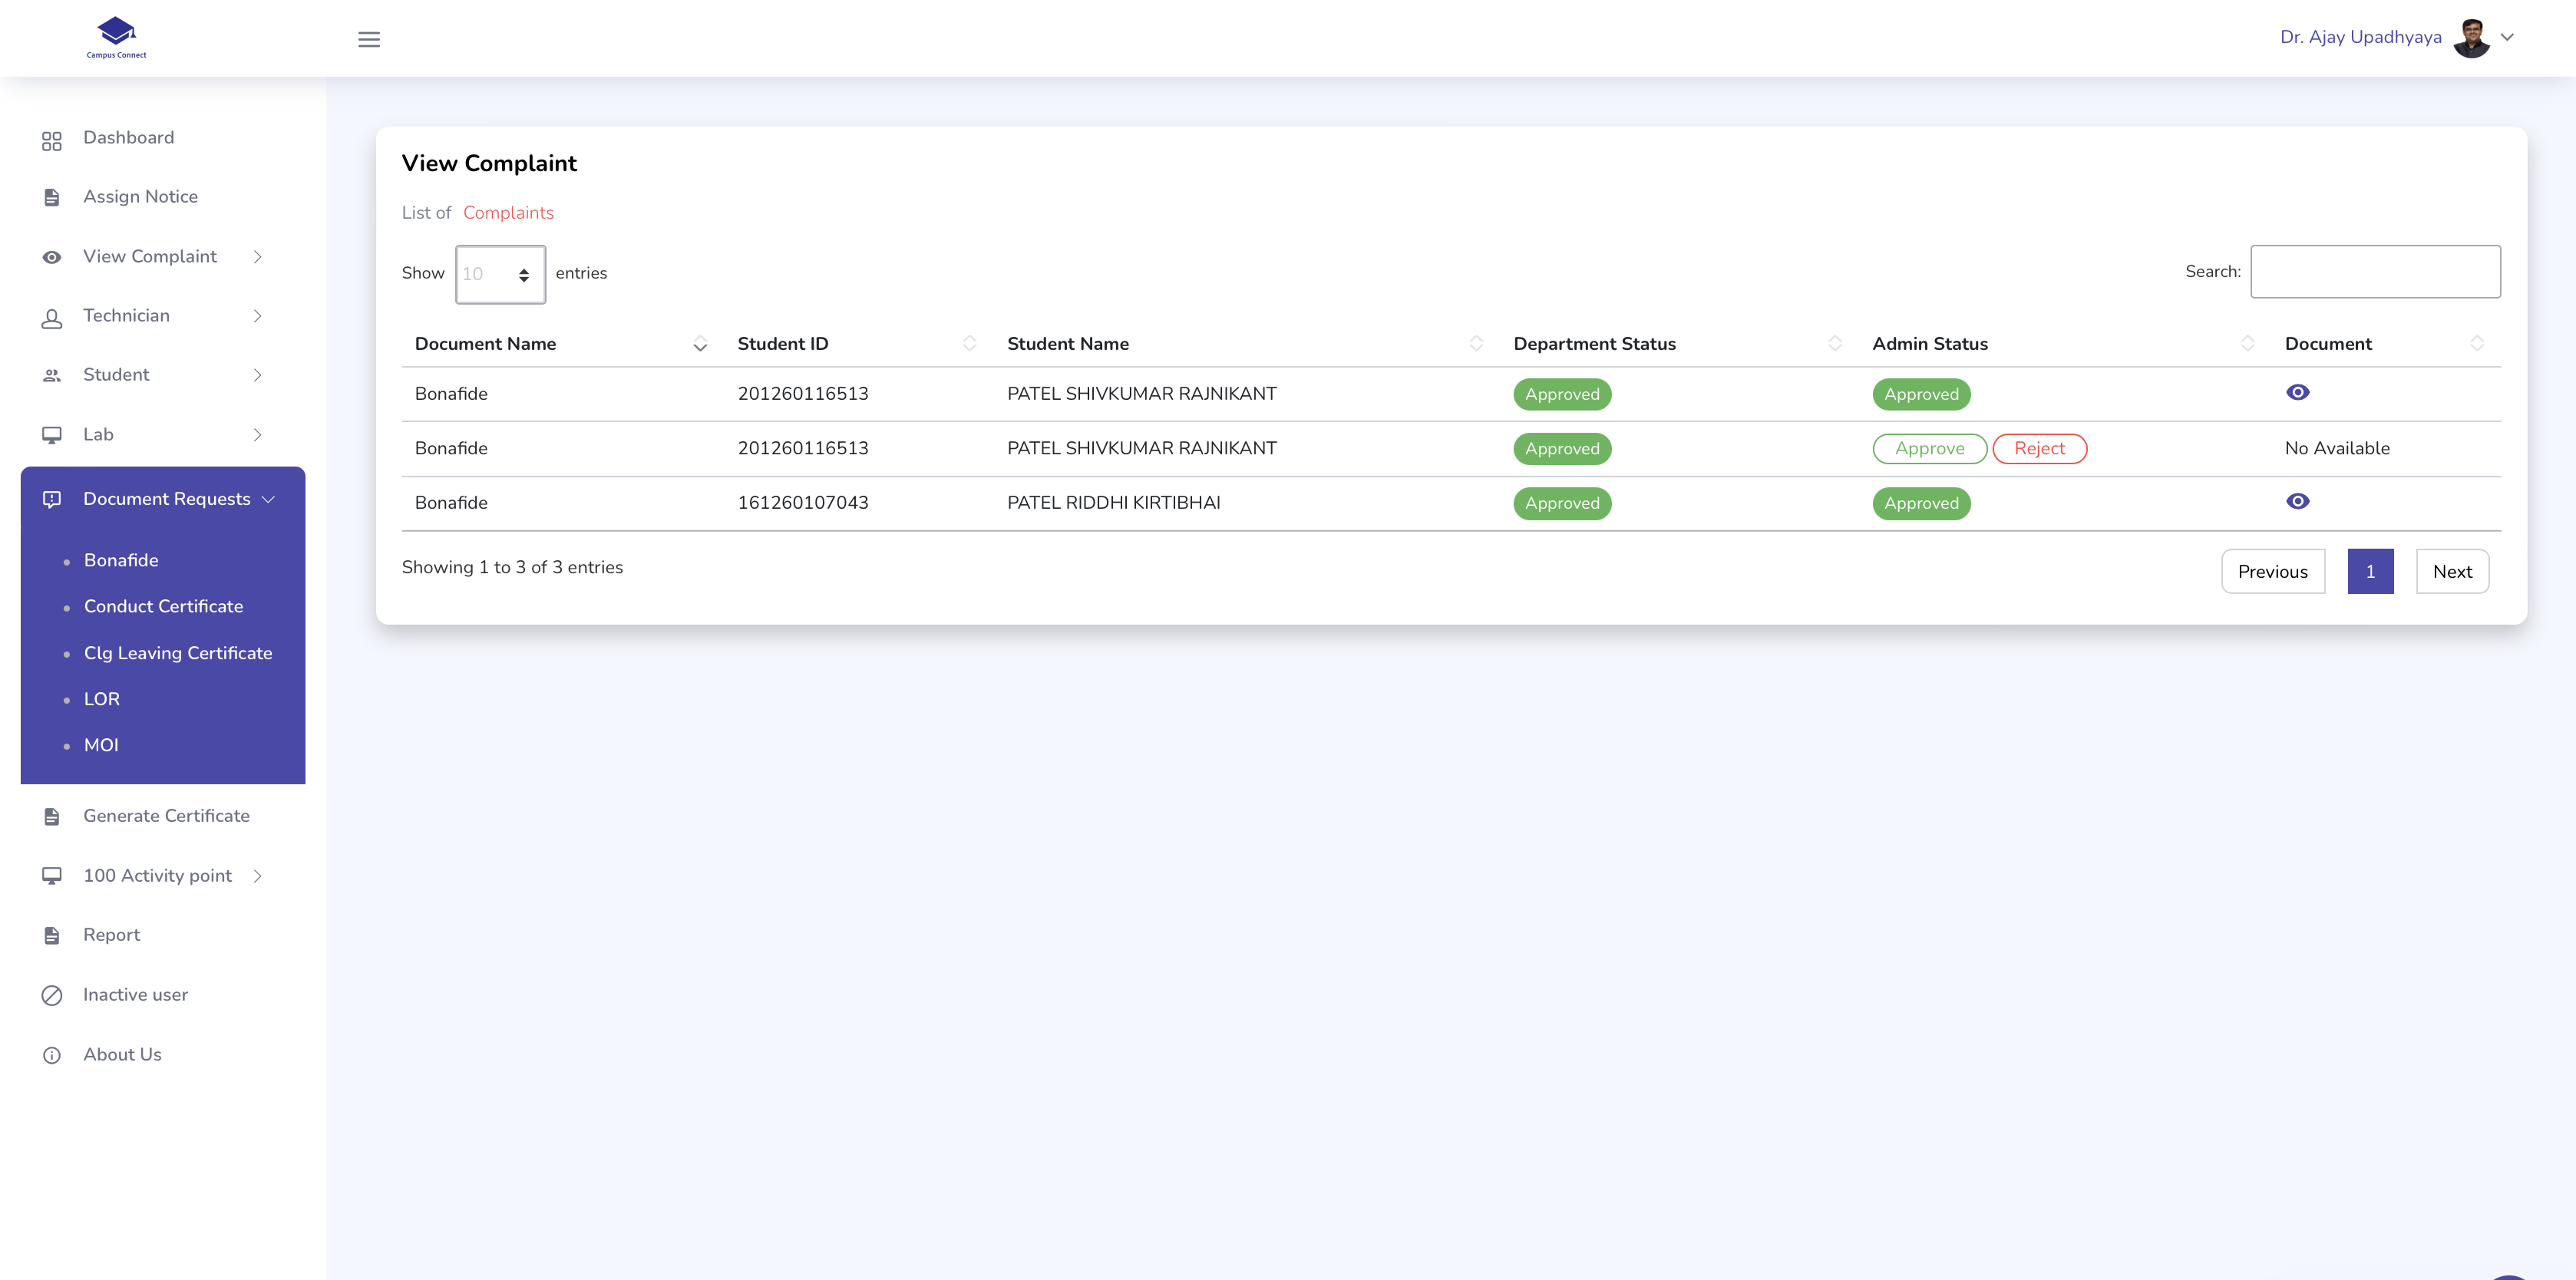 Campus Connect
Dr. Ajay Upadhyaya
Dashboard
Assign Notice
View Complaint
Technician
Student
Lab
Document Requests
Bonafide
Conduct Certificate
Clg Leaving Certificate
LOR
MOI
Generate Certificate
100 Activity point
Report
Inactive user
About Us
View Complaint
List of Complaints
Show 10 entries Search:
Document Name Student ID Student Name Department Status Admin Status Document
Bonafide 201260116513 PATEL SHIVKUMAR RAJNIKANT Approved Approved
Bonafide 201260116513 PATEL SHIVKUMAR RAJNIKANT Approved Approve Reject No Available
Bonafide 161260107043 PATEL RIDDHI KIRTIBHAI Approved Approved
Showing 1 to 3 of 3 entries Previous 1 Next